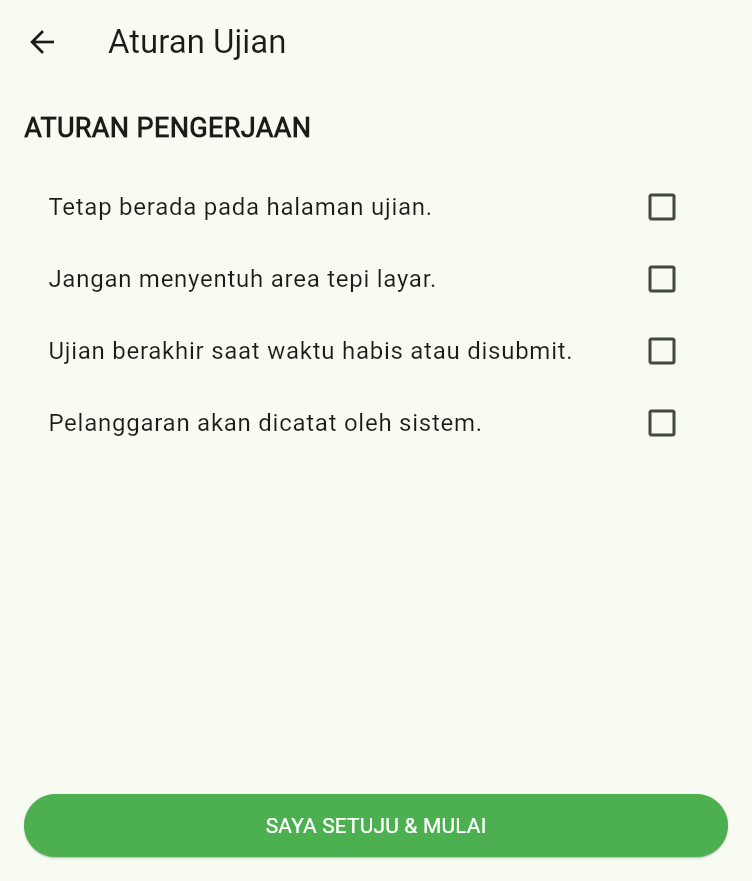 Aturan Ujian
ATURAN PENGERJAAN
Tetap berada pada halaman ujian.
Jangan menyentuh area tepi layar.
Ujian berakhir saat waktu habis atau disubmit.
Pelanggaran akan dicatat oleh sistem.
SAYA SETUJU & MULAI